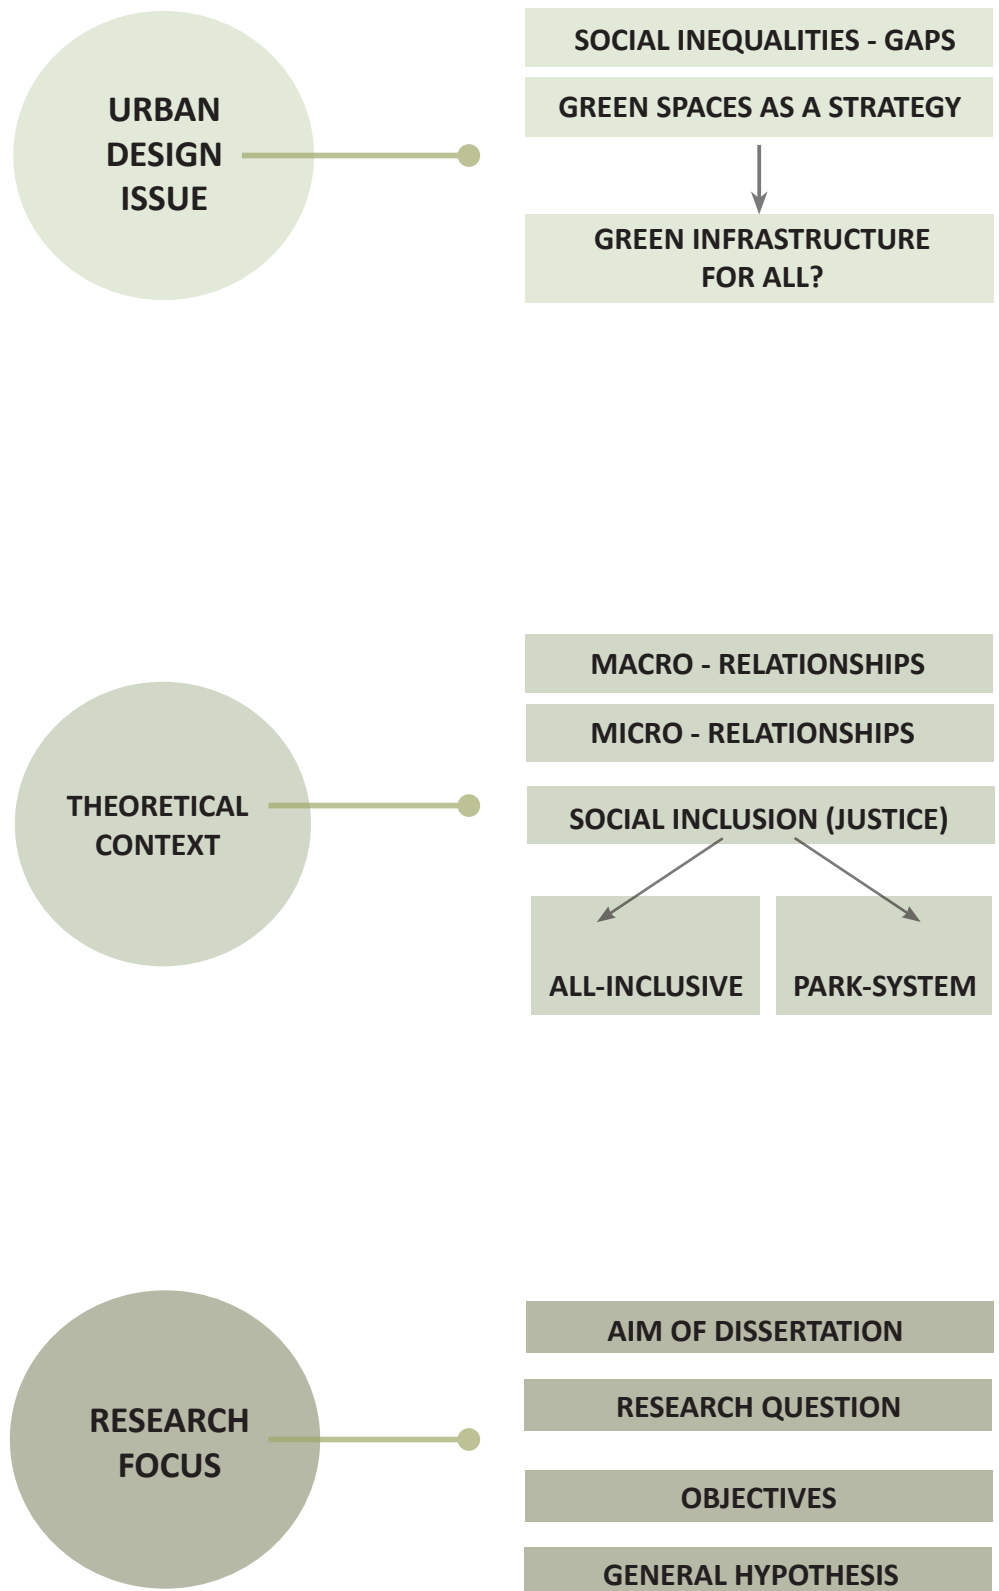 URBAN
DESIGN
ISSUE
SOCIAL INEQUALITIES - GAPS
GREEN SPACES AS A STRATEGY
GREEN INFRASTRUCTURE
FOR ALL?
THEORETICAL
CONTEXT
MACRO - RELATIONSHIPS
MICRO - RELATIONSHIPS
SOCIAL INCLUSION (JUSTICE)
ALL-INCLUSIVE
PARK-SYSTEM
RESEARCH
FOCUS
AIM OF DISSERTATION
RESEARCH QUESTION
OBJECTIVES
GENERAL HYPOTHESIS